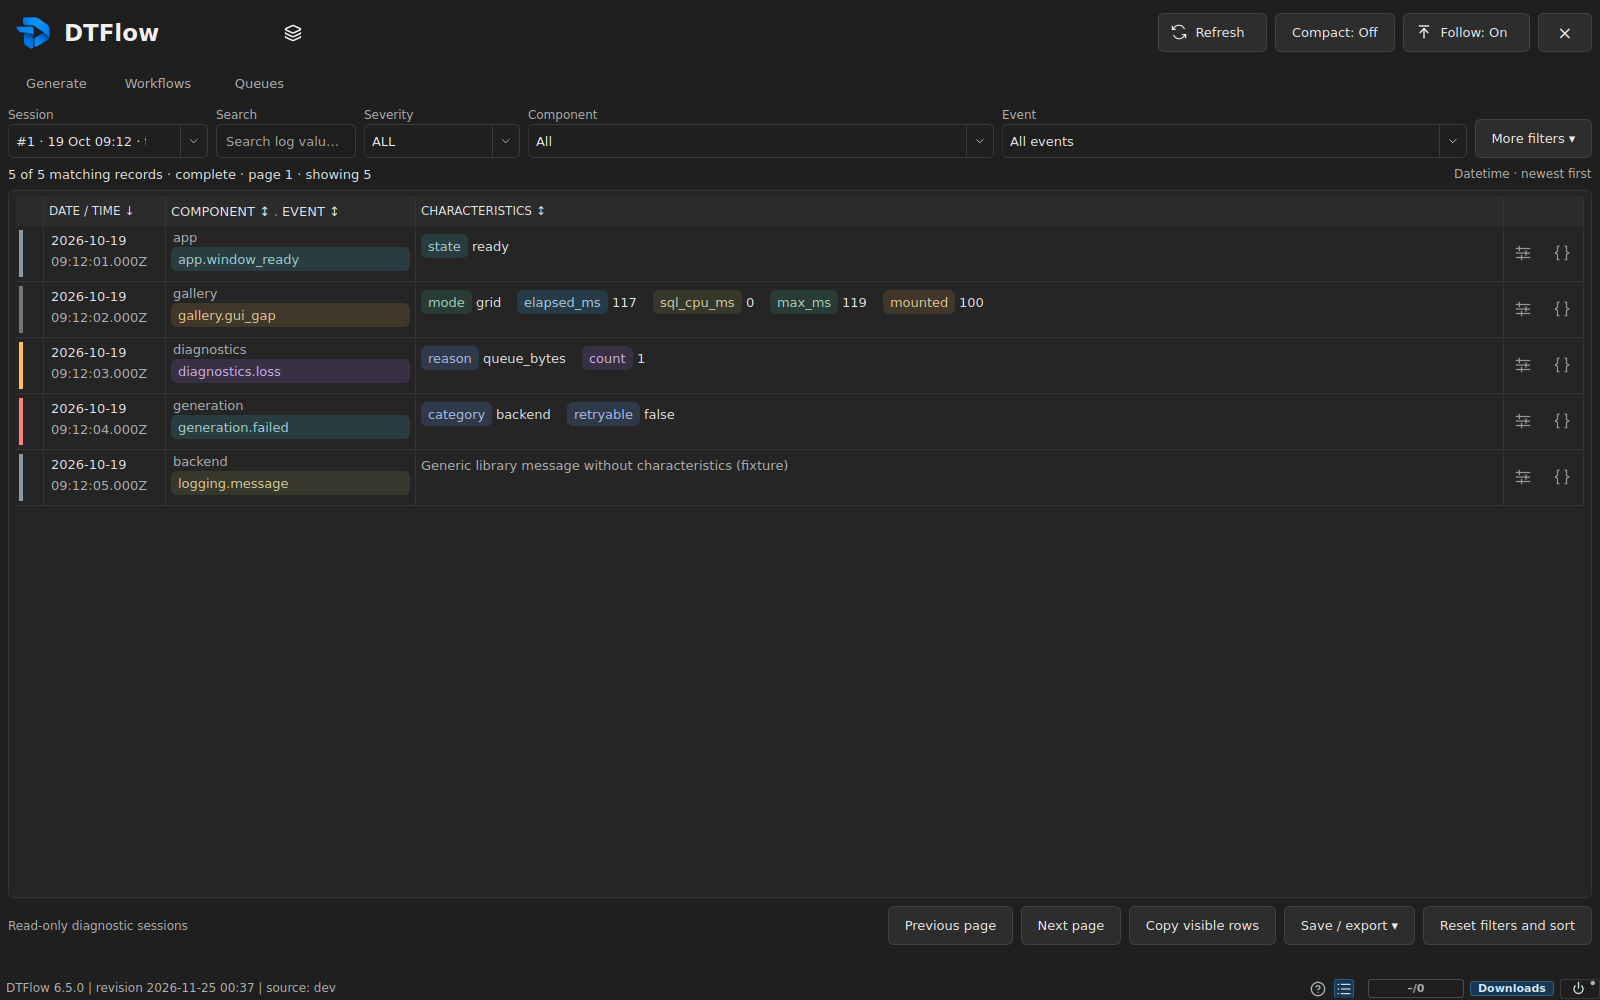 DTFlow
Refresh
Compact: Off
Follow: On
Generate
Workflows
Queues
Session
Search
Severity
Component
Event
#1 · 19 Oct 09:12 ·
Search log valu...
ALL
All
All events
More filters ▾
5 of 5 matching records · complete · page 1 · showing 5
Datetime · newest first
DATE / TIME ↓
COMPONENT ↕ . EVENT ↕
CHARACTERISTICS ↕
2026-10-19
09:12:01.000Z
app
app.window_ready
state ready
2026-10-19
09:12:02.000Z
gallery
gallery.gui_gap
mode grid elapsed_ms 117 sql_cpu_ms 0 max_ms 119 mounted 100
2026-10-19
09:12:03.000Z
diagnostics
diagnostics.loss
reason queue_bytes count 1
2026-10-19
09:12:04.000Z
generation
generation.failed
category backend retryable false
2026-10-19
09:12:05.000Z
backend
logging.message
Generic library message without characteristics (fixture)
Read-only diagnostic sessions
Previous page
Next page
Copy visible rows
Save / export ▾
Reset filters and sort
DTFlow 6.5.0 | revision 2026-11-25 00:37 | source: dev
-/0
Downloads